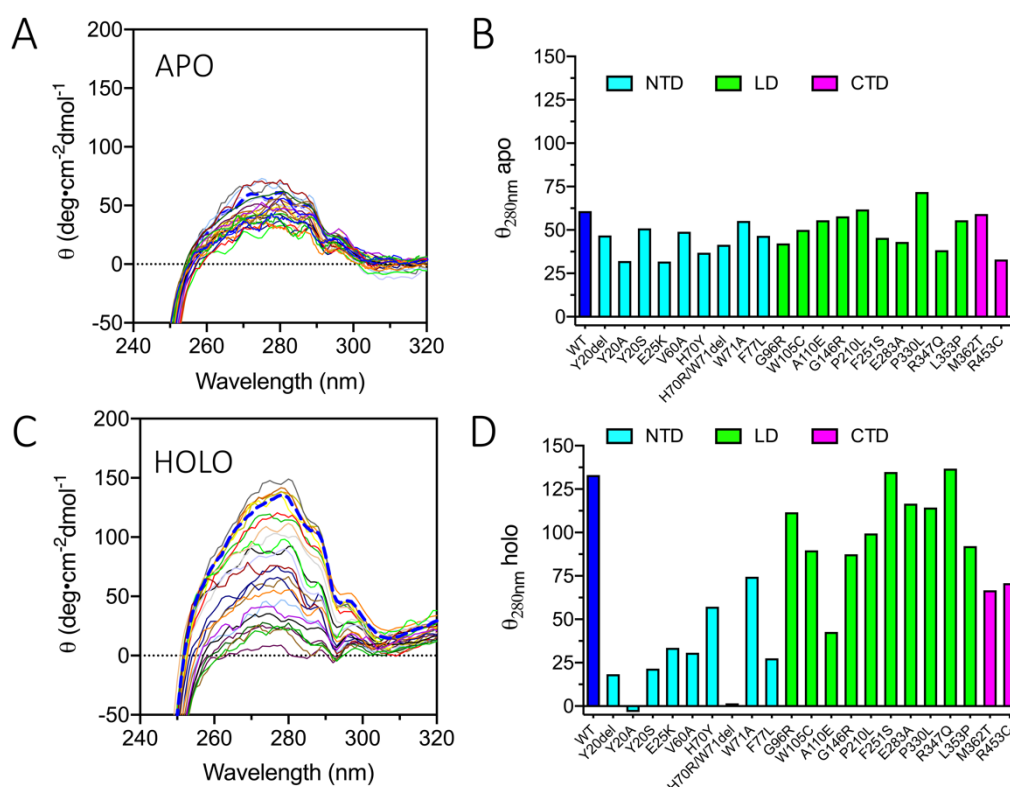 A
APO
θ (deg•cm⁻²dmol⁻¹)
200
150
100
50
0
-50
240 260 280 300 320
Wavelength (nm)
B
NTD LD CTD
θ280nm apo
150
125
100
75
50
25
0
WT Y20del Y20A Y20S E25K V60A H70Y H70R/W71del W71A F77L G96R W105C A110E G146R P210L F251S E283A P330L R347Q L353P M362T R453C
C
HOLO
θ (deg•cm⁻²dmol⁻¹)
200
150
100
50
0
-50
240 260 280 300 320
Wavelength (nm)
D
NTD LD CTD
θ280nm holo
150
125
100
75
50
25
0
WT Y20del Y20A Y20S E25K V60A H70Y H70R/W71del W71A F77L G96R W105C A110E G146R P210L F251S E283A P330L R347Q L353P M362T R453C